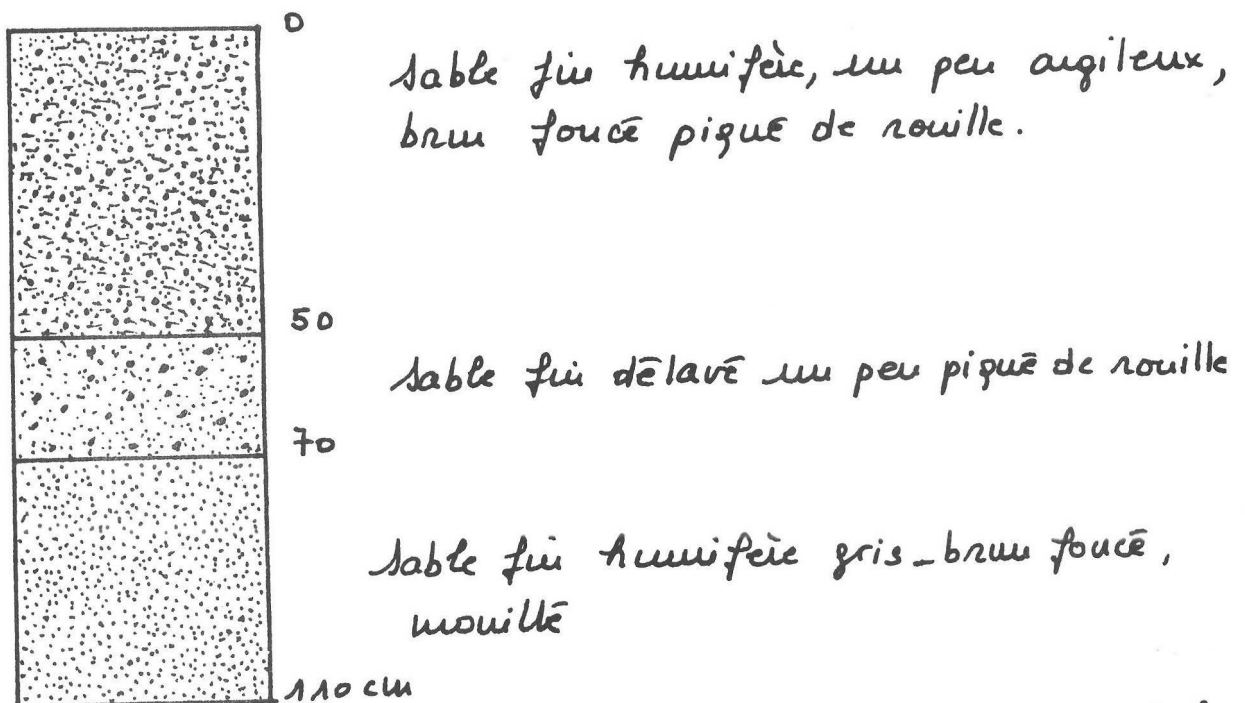 0
sable fin humifère, un peu argileux,
brun foncé piqué de rouille.
50
sable fin délavé un peu piqué de rouille
70
sable fin humifère gris-brun foncé,
mouillé
110 cm